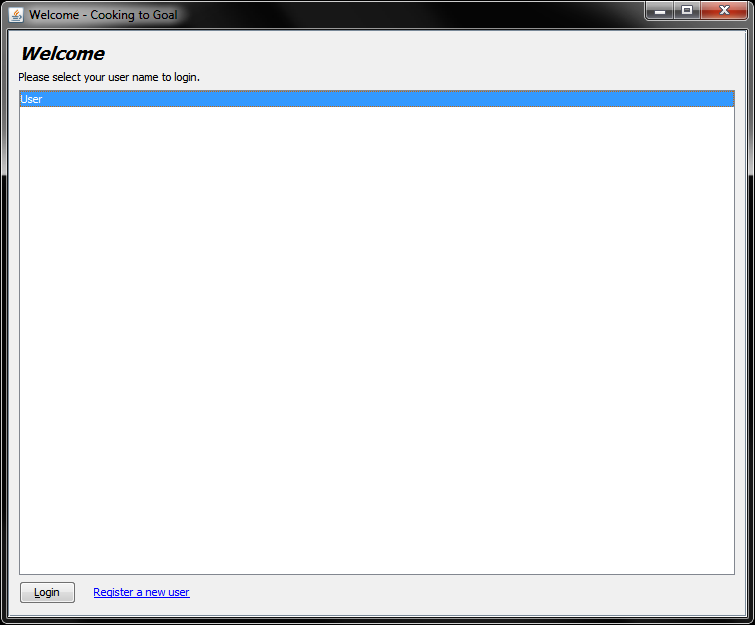 Welcome - Cooking to Goal
Welcome
Please select your user name to login.
User
Login
Register a new user